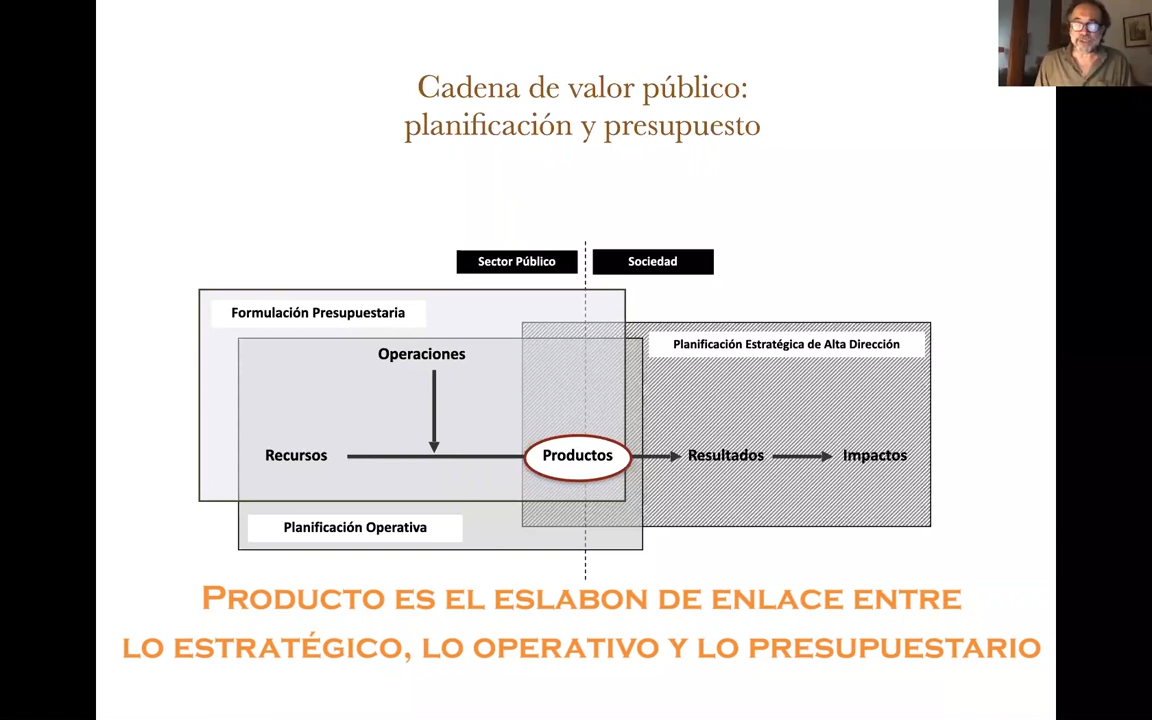 Cadena de valor público:
planificación y presupuesto
Sector Público
Sociedad
Formulación Presupuestaria
Planificación Estratégica de Alta Dirección
Operaciones
Recursos
Productos
Resultados
Impactos
Planificación Operativa
PRODUCTO ES EL ESLABON DE ENLACE ENTRE
LO ESTRATÉGICO, LO OPERATIVO Y LO PRESUPUESTARIO